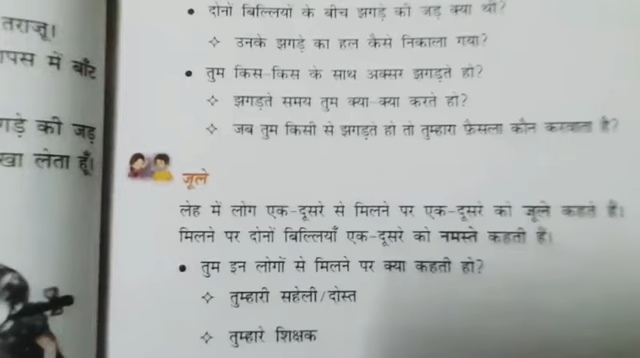 तराज़ू।
पस में बाँट
गड़े की जड़
खा लेता हूँ।
• दोनों बिल्लियों के बीच झगड़े की जड़ क्या थी?
✧ उनके झगड़े का हल कैसे निकाला गया?
• तुम किस-किस के साथ अक्सर झगड़ते हो?
✧ झगड़ते समय तुम क्या-क्या करते हो?
✧ जब तुम किसी से झगड़ते हो तो तुम्हारा फ़ैसला कौन करवाता है?
जूले
लेह में लोग एक-दूसरे से मिलने पर एक-दूसरे को जूले कहते हैं।
मिलने पर दोनों बिल्लियाँ एक-दूसरे को नमस्ते कहती हैं।
• तुम इन लोगों से मिलने पर क्या कहती हो?
✧ तुम्हारी सहेली/दोस्त
✧ तुम्हारे शिक्षक